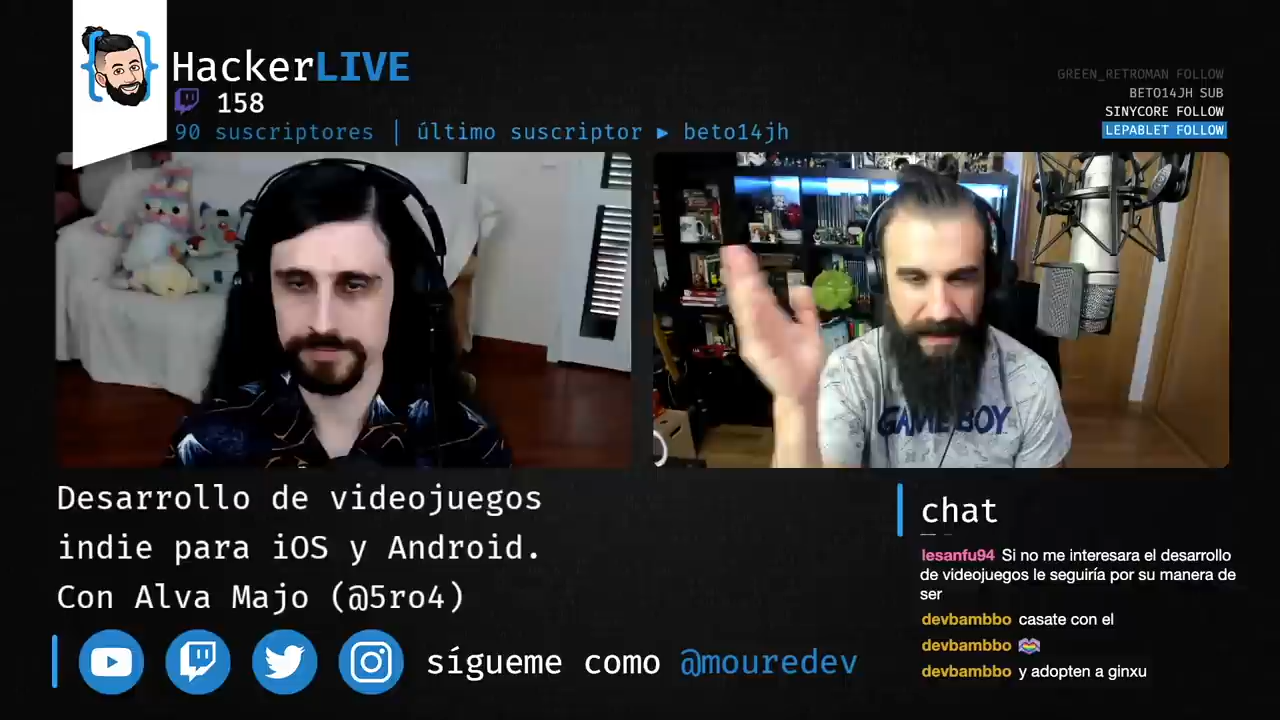 HackerLIVE
158
90 suscriptores | último suscriptor ▸ beto14jh
GREEN_RETROMAN FOLLOW
BETO14JH SUB
SINYCORE FOLLOW
LEPABLET FOLLOW
GAME BOY
Desarrollo de videojuegos
indie para iOS y Android.
Con Alva Majo (@5ro4)
sígueme como @mouredev
chat
lesanfu94 Si no me interesara el desarrollo
de videojuegos le seguiría por su manera de
ser
devbambbo casate con el
devbambbo
devbambbo y adopten a ginxu